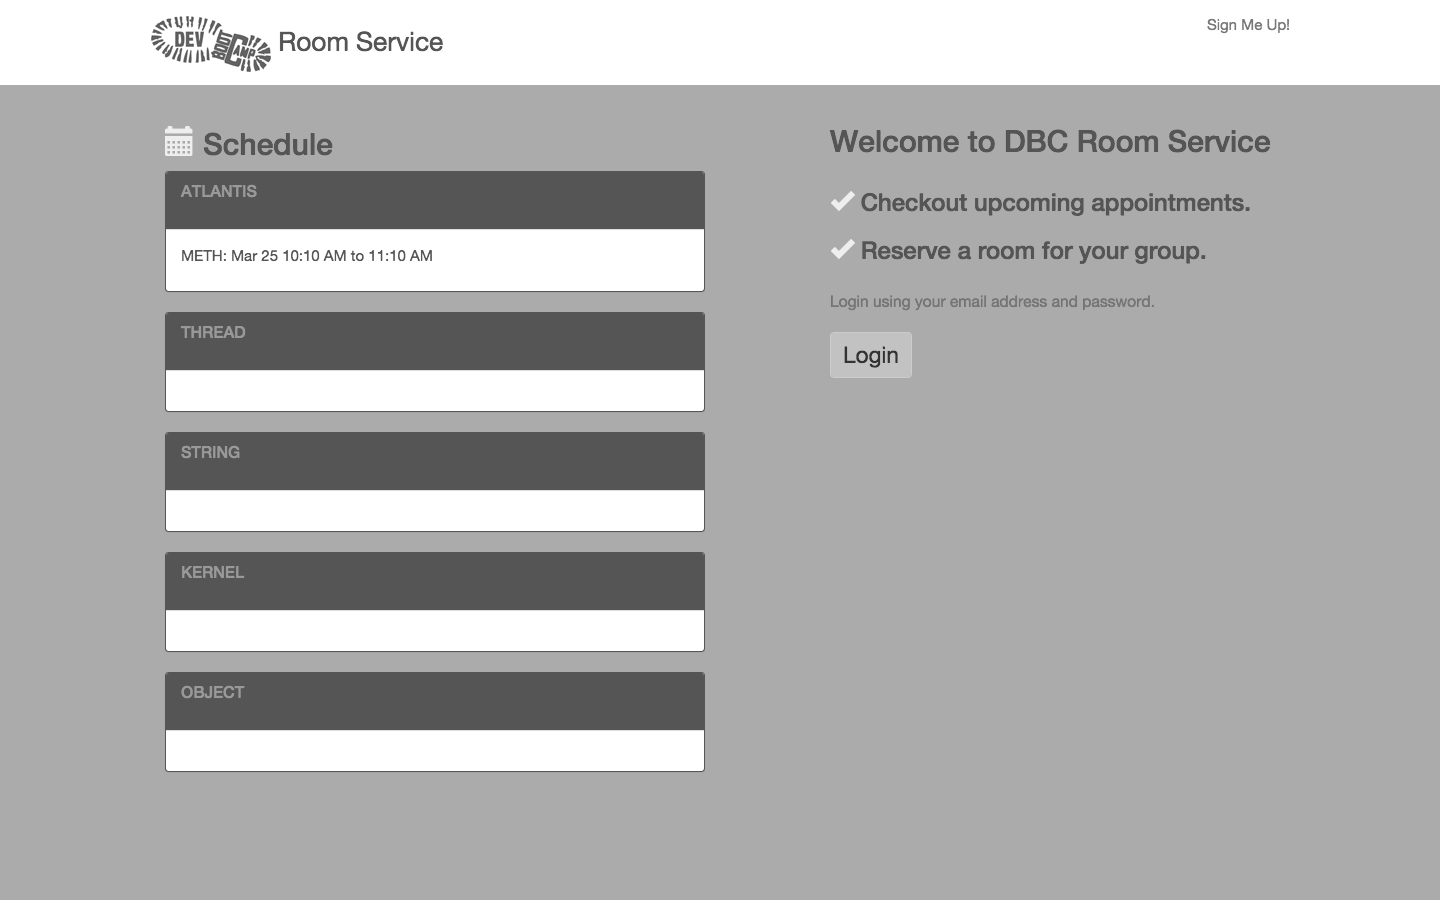 DEV BOOTCAMP
Room Service
Sign Me Up!
Schedule
ATLANTIS
METH: Mar 25 10:10 AM to 11:10 AM
THREAD
STRING
KERNEL
OBJECT
Welcome to DBC Room Service
Checkout upcoming appointments.
Reserve a room for your group.
Login using your email address and password.
Login